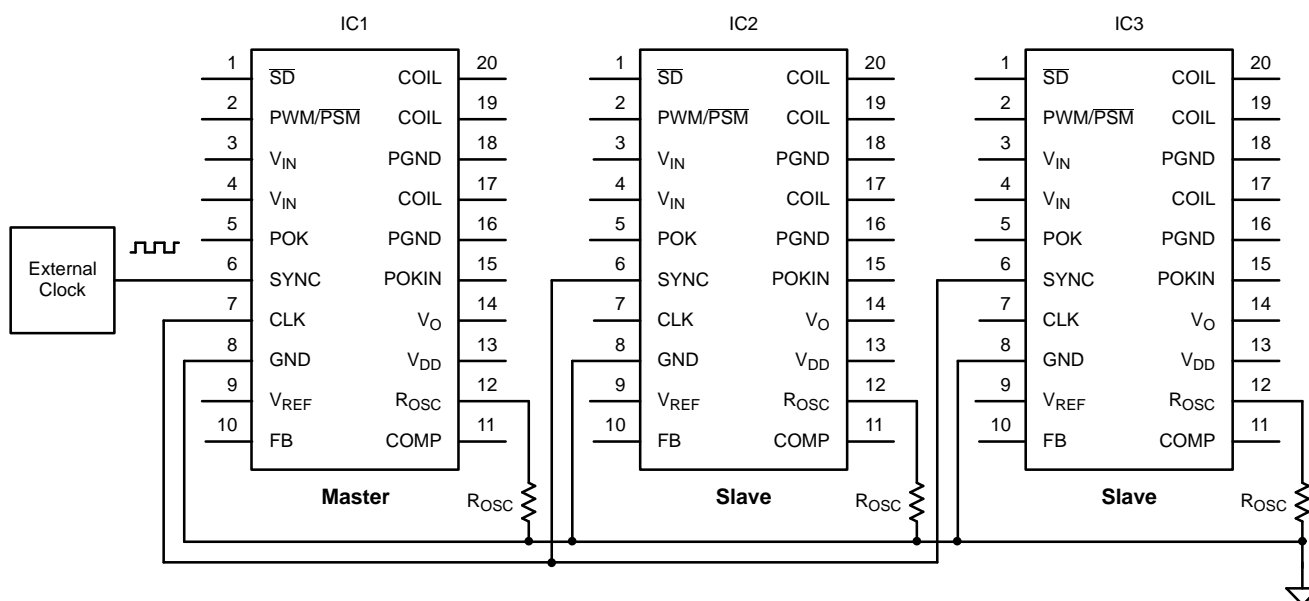 IC1
1 SD COIL 20
2 PWM/PSM COIL 19
3 VIN PGND 18
4 VIN COIL 17
5 POK PGND 16
6 SYNC POKIN 15
7 CLK VO 14
8 GND VDD 13
9 VREF ROSC 12
10 FB COMP 11
Master
ROSC
External
Clock
IC2
1 SD COIL 20
2 PWM/PSM COIL 19
3 VIN PGND 18
4 VIN COIL 17
5 POK PGND 16
6 SYNC POKIN 15
7 CLK VO 14
8 GND VDD 13
9 VREF ROSC 12
10 FB COMP 11
Slave
ROSC
IC3
1 SD COIL 20
2 PWM/PSM COIL 19
3 VIN PGND 18
4 VIN COIL 17
5 POK PGND 16
6 SYNC POKIN 15
7 CLK VO 14
8 GND VDD 13
9 VREF ROSC 12
10 FB COMP 11
Slave
ROSC